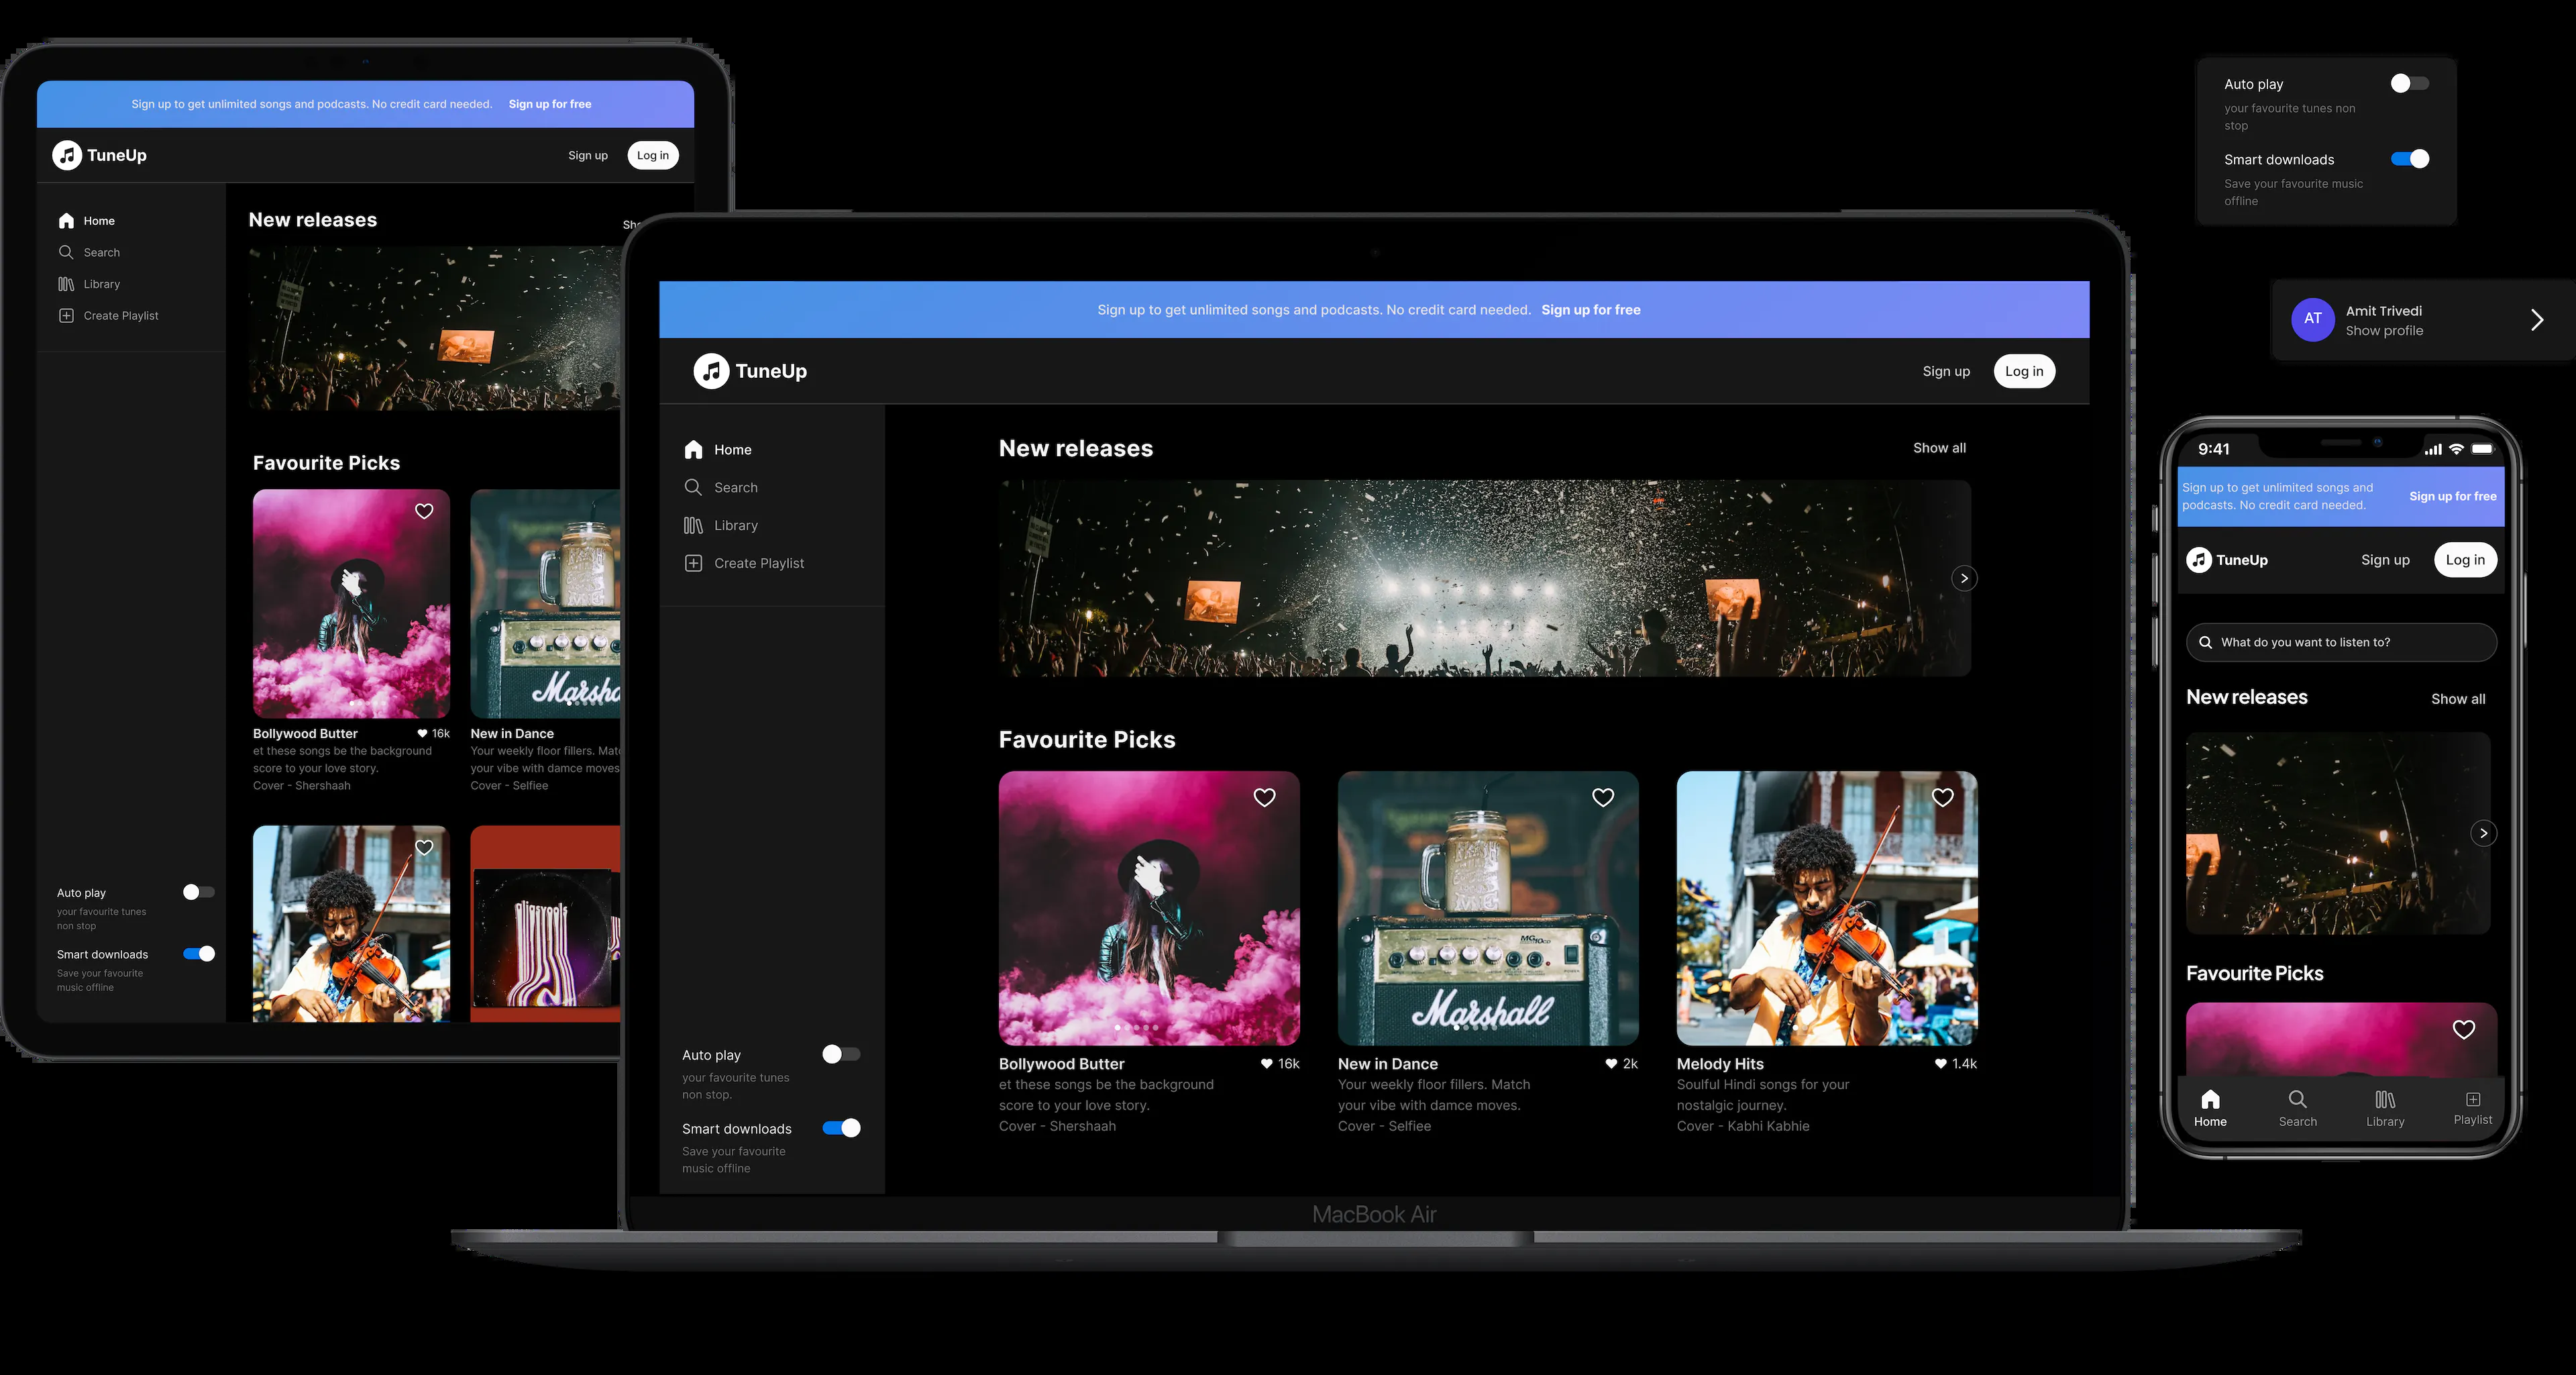 Sign up to get unlimited songs and podcasts. No credit card needed. Sign up for free
TuneUp
Sign up
Log in
Home
Search
Library
Create Playlist
New releases
Favourite Picks
Bollywood Butter
16k
et these songs be the background
score to your love story.
Cover - Shershaah
New in Dance
Your weekly floor fillers.
your vibe with damce moves
Cover - Selfiee
aliasvools
Auto play
your favourite tunes
non stop
Smart downloads
Save your favourite
music offline
Sign up to get unlimited songs and podcasts. No credit card needed. Sign up for free
TuneUp
Sign up
Log in
Home
Search
Library
Create Playlist
New releases
Show all
Favourite Picks
MG10CD
Marshall
Bollywood Butter
16k
et these songs be the background
score to your love story.
Cover - Shershaah
New in Dance
2k
Your weekly floor fillers. Match
your vibe with damce moves.
Cover - Selfiee
Melody Hits
1.4k
Soulful Hindi songs for your
nostalgic journey.
Cover - Kabhi Kabhie
Auto play
your favourite tunes
non stop.
Smart downloads
Save your favourite
music offline
MacBook Air
Auto play
your favourite tunes non
stop
Smart downloads
Save your favourite music
offline
AT
Amit Trivedi
Show profile
9:41
Sign up to get unlimited songs and
podcasts. No credit card needed.
Sign up for free
TuneUp
Sign up
Log in
What do you want to listen to?
New releases
Show all
Favourite Picks
Home
Search
Library
Playlist